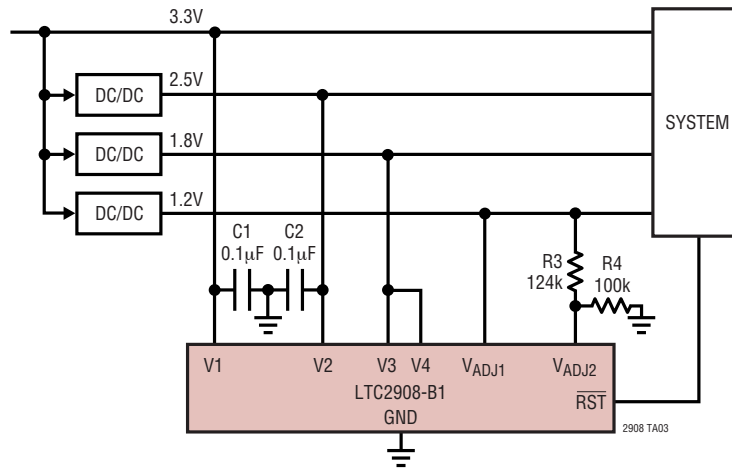 3.3V
2.5V
DC/DC
1.8V
DC/DC
1.2V
DC/DC
SYSTEM
C1
0.1µF
C2
0.1µF
R3
124k
R4
100k
V1
V2
V3
V4
VADJ1
VADJ2
LTC2908-B1
RST
GND
2908 TA03